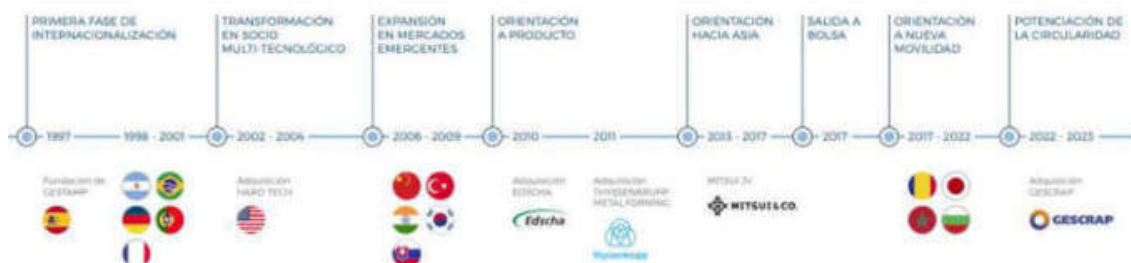 PRIMERA FASE DE
INTERNACIONALIZACIÓN
TRANSFORMACIÓN
EN SOCIO
MULTI-TECNOLÓGICO
EXPANSIÓN
EN MERCADOS
EMERGENTES
ORIENTACIÓN
A PRODUCTO
ORIENTACIÓN
HACIA ASIA
SALIDA A
BOLSA
ORIENTACIÓN
A NUEVA
MOVILIDAD
POTENCIACIÓN DE
LA CIRCULARIDAD
1997
1998 - 2001
2002 - 2004
2006 - 2009
2010
2011
2013 - 2017
2017
2017 - 2022
2022 - 2023
Fundación de
GESTAMP
Adquisición
HARD TECH
Adquisición
EDSCHA
Edscha
Adquisición
THYSSENKRUPP
METAL FORMING
thyssenkrupp
MITSUI JV
MITSUI & CO.
Adquisición
GESCRAP
GESCRAP